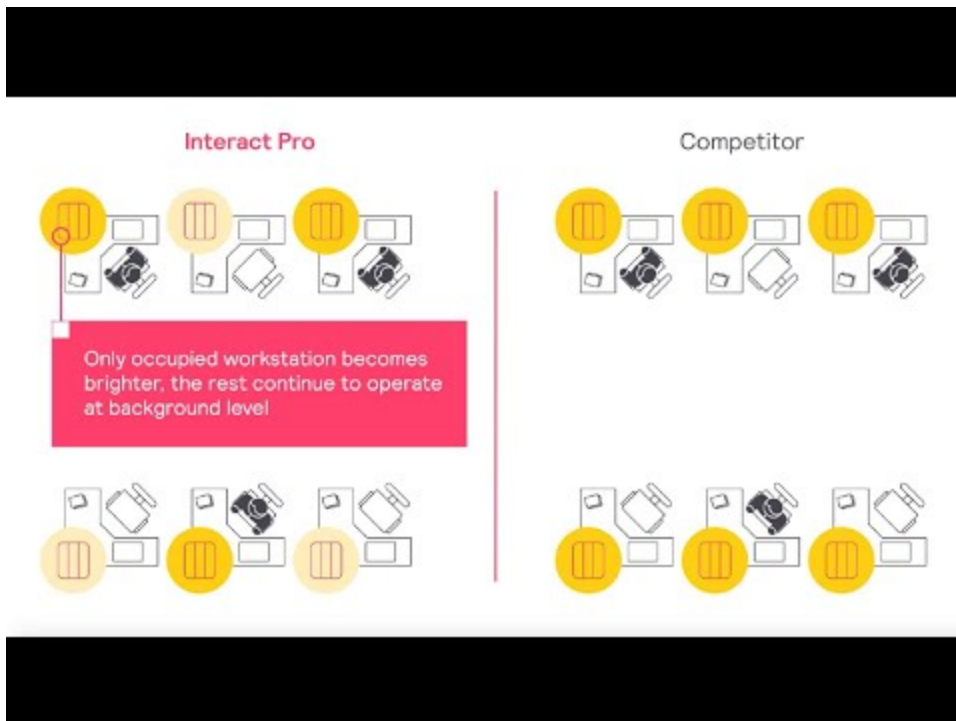 Interact Pro
Competitor
Only occupied workstation becomes
brighter, the rest continue to operate
at background level